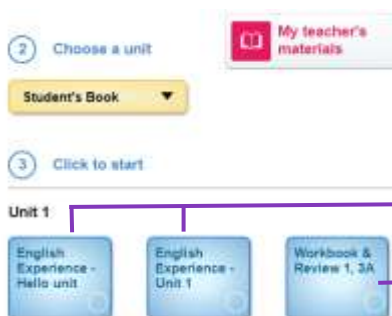 My teacher's
materials
2 Choose a unit
Student's Book
3 Click to start
Unit 1
English
Experience -
Hello unit
English
Experience -
Unit 1
Workbook &
Review 1, 3A